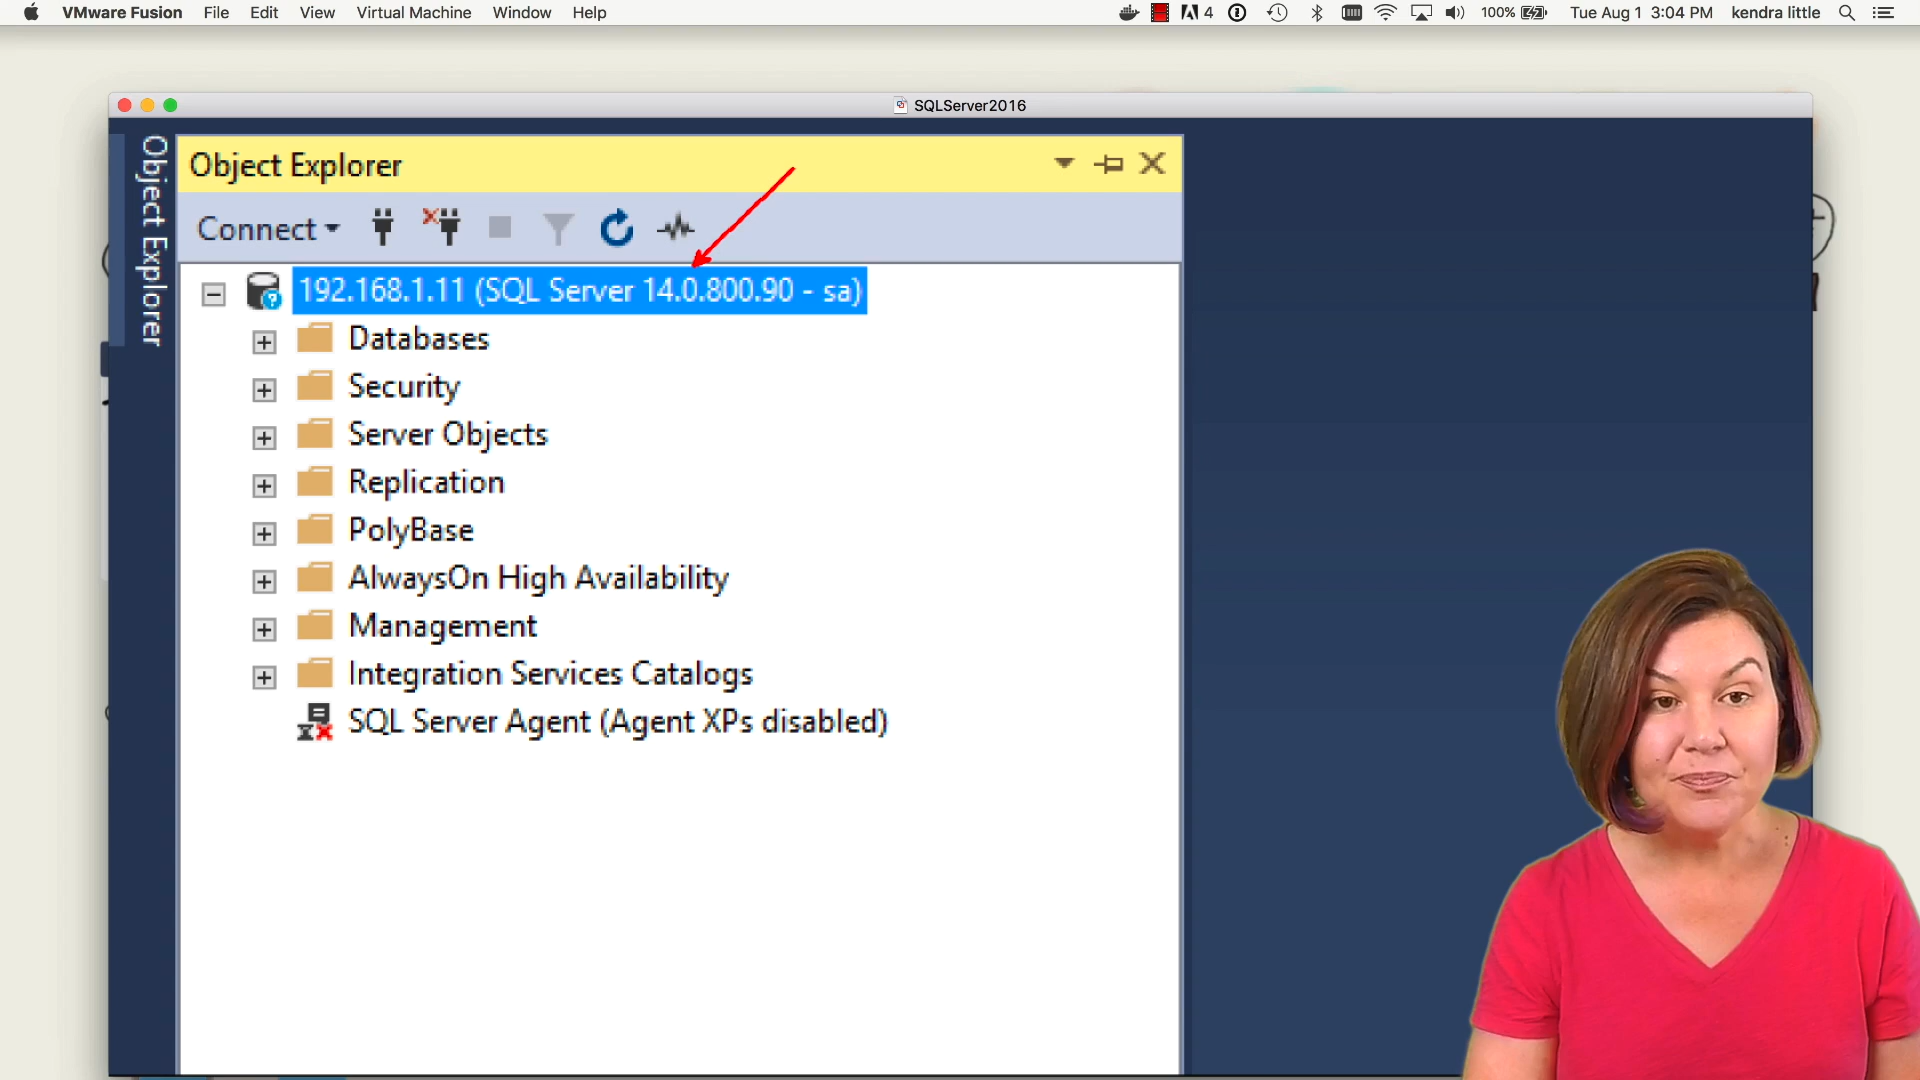 VMware Fusion File Edit View Virtual Machine Window Help 4 100% Tue Aug 1 3:04 PM kendra little
SQLServer2016
Object Explorer
Object Explorer
Connect
192.168.1.11 (SQL Server 14.0.800.90 - sa)
Databases
Security
Server Objects
Replication
PolyBase
AlwaysOn High Availability
Management
Integration Services Catalogs
SQL Server Agent (Agent XPs disabled)